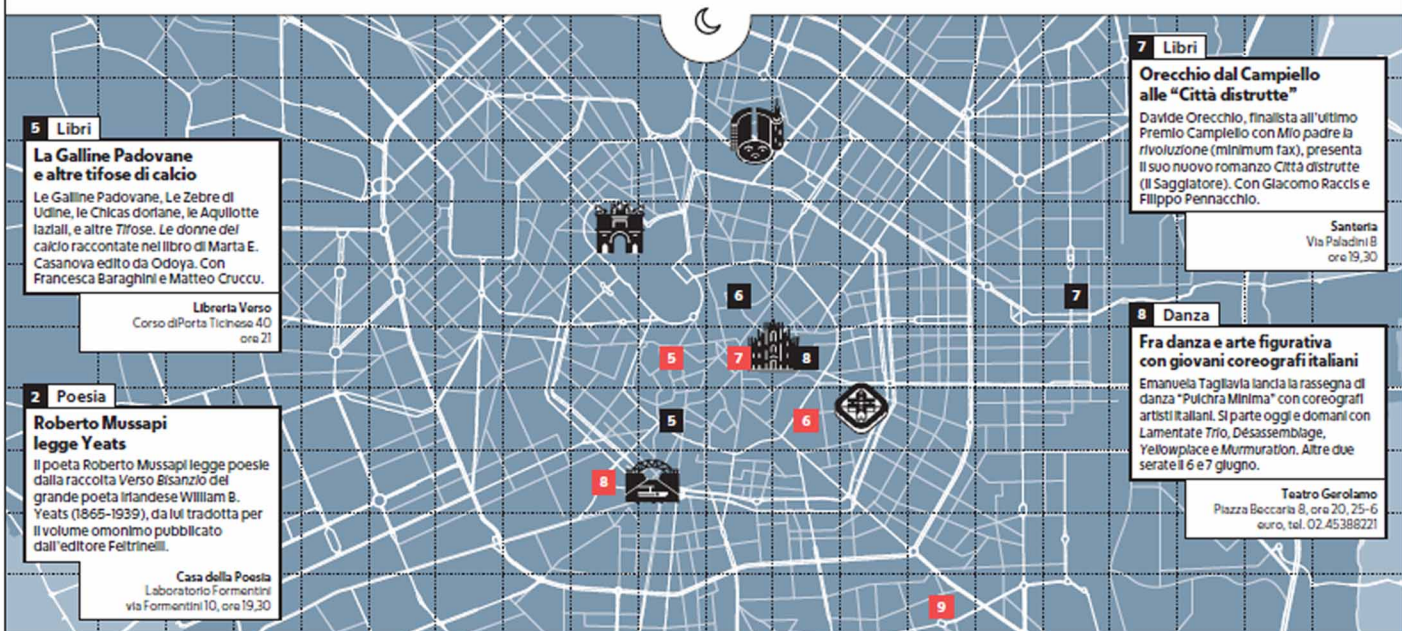 5 Libri
La Galline Padovane
e altre tifose di calcio
Le Galline Padovane, Le Zebre di
Udine, le Chicas doriane, le Aquilotte
laziali, e altre Tifose. Le donne del
calcio raccontate nel libro di Marta E.
Casanova edito da Odoya. Con
Francesca Baraghini e Matteo Cruccu.
Libreria Verso
Corso diPorta Ticinese 40
ore 21
2 Poesia
Roberto Mussapi
legge Yeats
Il poeta Roberto Mussapi legge poesie
dalla raccolta Verso Bisanzio del
grande poeta irlandese William B.
Yeats (1865-1939), da lui tradotta per
il volume omonimo pubblicato
dall'editore Feltrinelli.
Casa della Poesia
Laboratorio Formentini
via Formentini 10, ore 19,30
6
5
7
8
5
6
8
9
7
7 Libri
Orecchio dal Campiello
alle “Città distrutte”
Davide Orecchio, finalista all'ultimo
Premio Campiello con Mio padre la
rivoluzione (minimum fax), presenta
il suo nuovo romanzo Città distrutte
(Il Saggiatore). Con Giacomo Raccis e
Filippo Pennacchio.
Santeria
Via Paladini 8
ore 19,30
8 Danza
Fra danza e arte figurativa
con giovani coreografi italiani
Emanuela Tagliavia lancia la rassegna di
danza "Pulchra Minima" con coreografi
artisti italiani. Si parte oggi e domani con
Lamentate Trio, Désassemblage,
Yellowplace e Murmuration. Altre due
serate il 6 e 7 giugno.
Teatro Gerolamo
Piazza Beccaria 8, ore 20, 25-6
euro, tel. 02.45388221